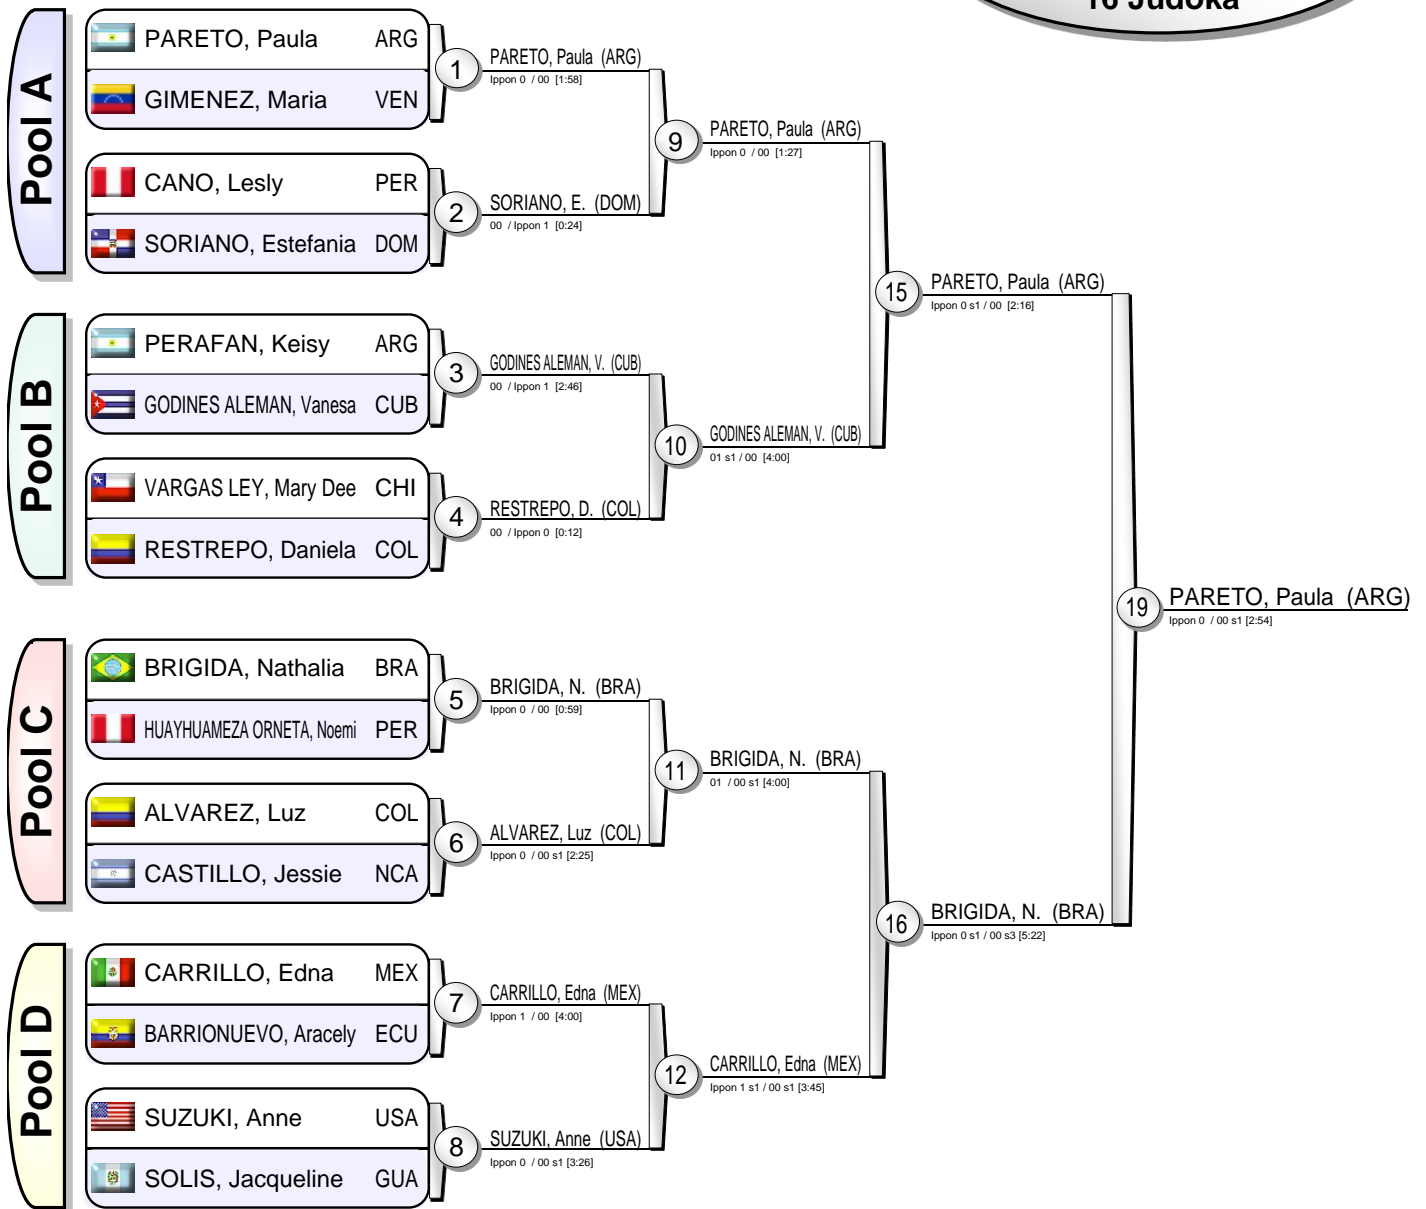 16 Judoka
Pool A
PARETO, Paula ARG
GIMENEZ, Maria VEN
1
PARETO, Paula (ARG)
Ippon 0 / 00 [1:58]
CANO, Lesly PER
SORIANO, Estefania DOM
2
SORIANO, E. (DOM)
00 / Ippon 1 [0:24]
9
PARETO, Paula (ARG)
Ippon 0 / 00 [1:27]
Pool B
PERAFAN, Keisy ARG
GODINES ALEMAN, Vanesa CUB
3
GODINES ALEMAN, V. (CUB)
00 / Ippon 1 [2:46]
VARGAS LEY, Mary Dee CHI
RESTREPO, Daniela COL
4
RESTREPO, D. (COL)
00 / Ippon 0 [0:12]
10
GODINES ALEMAN, V. (CUB)
01 s1 / 00 [4:00]
15
PARETO, Paula (ARG)
Ippon 0 s1 / 00 [2:16]
Pool C
BRIGIDA, Nathalia BRA
HUAYHUAMEZA ORNETA, Noemi PER
5
BRIGIDA, N. (BRA)
Ippon 0 / 00 [0:59]
ALVAREZ, Luz COL
CASTILLO, Jessie NCA
6
ALVAREZ, Luz (COL)
Ippon 0 / 00 s1 [2:25]
11
BRIGIDA, N. (BRA)
01 / 00 s1 [4:00]
Pool D
CARRILLO, Edna MEX
BARRIONUEVO, Aracely ECU
7
CARRILLO, Edna (MEX)
Ippon 1 / 00 [4:00]
SUZUKI, Anne USA
SOLIS, Jacqueline GUA
8
SUZUKI, Anne (USA)
Ippon 0 / 00 s1 [3:26]
12
CARRILLO, Edna (MEX)
Ippon 1 s1 / 00 s1 [3:45]
16
BRIGIDA, N. (BRA)
Ippon 0 s1 / 00 s3 [5:22]
19
PARETO, Paula (ARG)
Ippon 0 / 00 s1 [2:54]